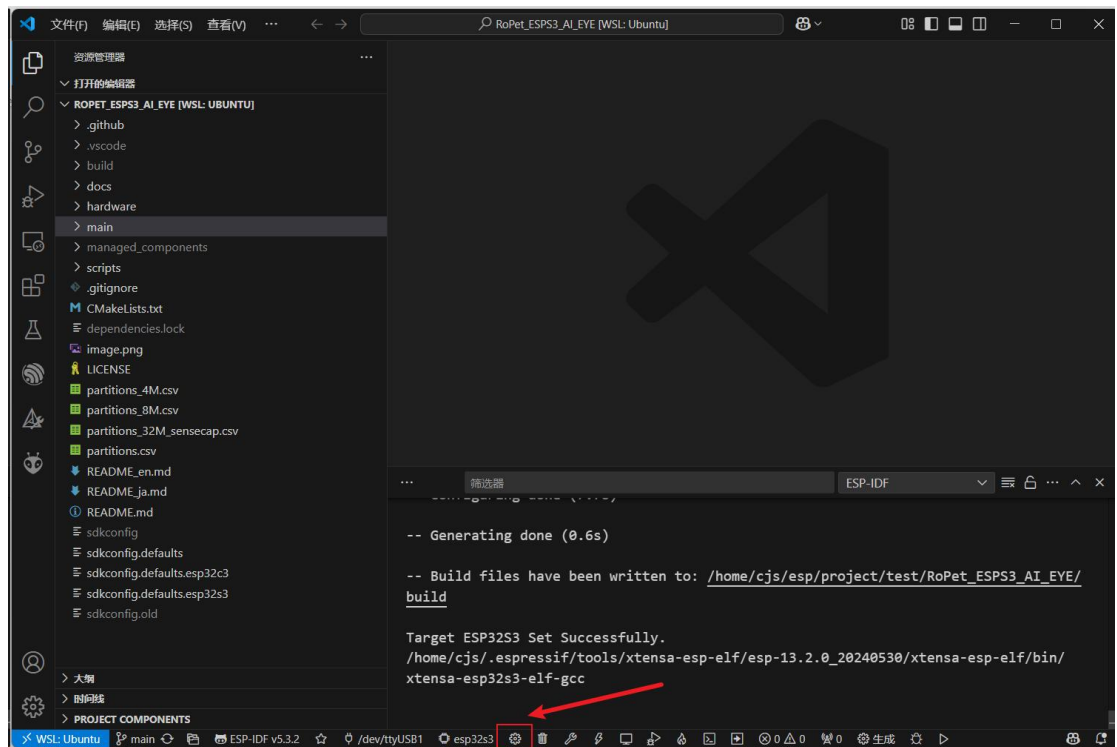 文件(F) 编辑(E) 选择(S) 查看(V) ··· RoPet_ESPS3_AI_EYE [WSL: Ubuntu]
资源管理器
打开的编辑器
ROPET_ESPS3_AI_EYE [WSL: UBUNTU]
.github
.vscode
build
docs
hardware
main
managed_components
scripts
.gitignore
CMakeLists.txt
dependencies.lock
image.png
LICENSE
partitions_4M.csv
partitions_8M.csv
partitions_32M_sensecap.csv
partitions.csv
README_en.md
README_ja.md
README.md
sdkconfig
sdkconfig.defaults
sdkconfig.defaults.esp32c3
sdkconfig.defaults.esp32s3
sdkconfig.old
大纲
时间线
PROJECT COMPONENTS
筛选器 ESP-IDF
-- Generating done (0.6s)
-- Build files have been written to: /home/cjs/esp/project/test/RoPet_ESPS3_AI_EYE/
build
Target ESP32S3 Set Successfully.
/home/cjs/.espressif/tools/xtensa-esp-elf/esp-13.2.0_20240530/xtensa-esp-elf/bin/
xtensa-esp32s3-elf-gcc
WSL: Ubuntu main ESP-IDF v5.3.2 /dev/ttyUSB1 esp32s3 0 0 0 生成